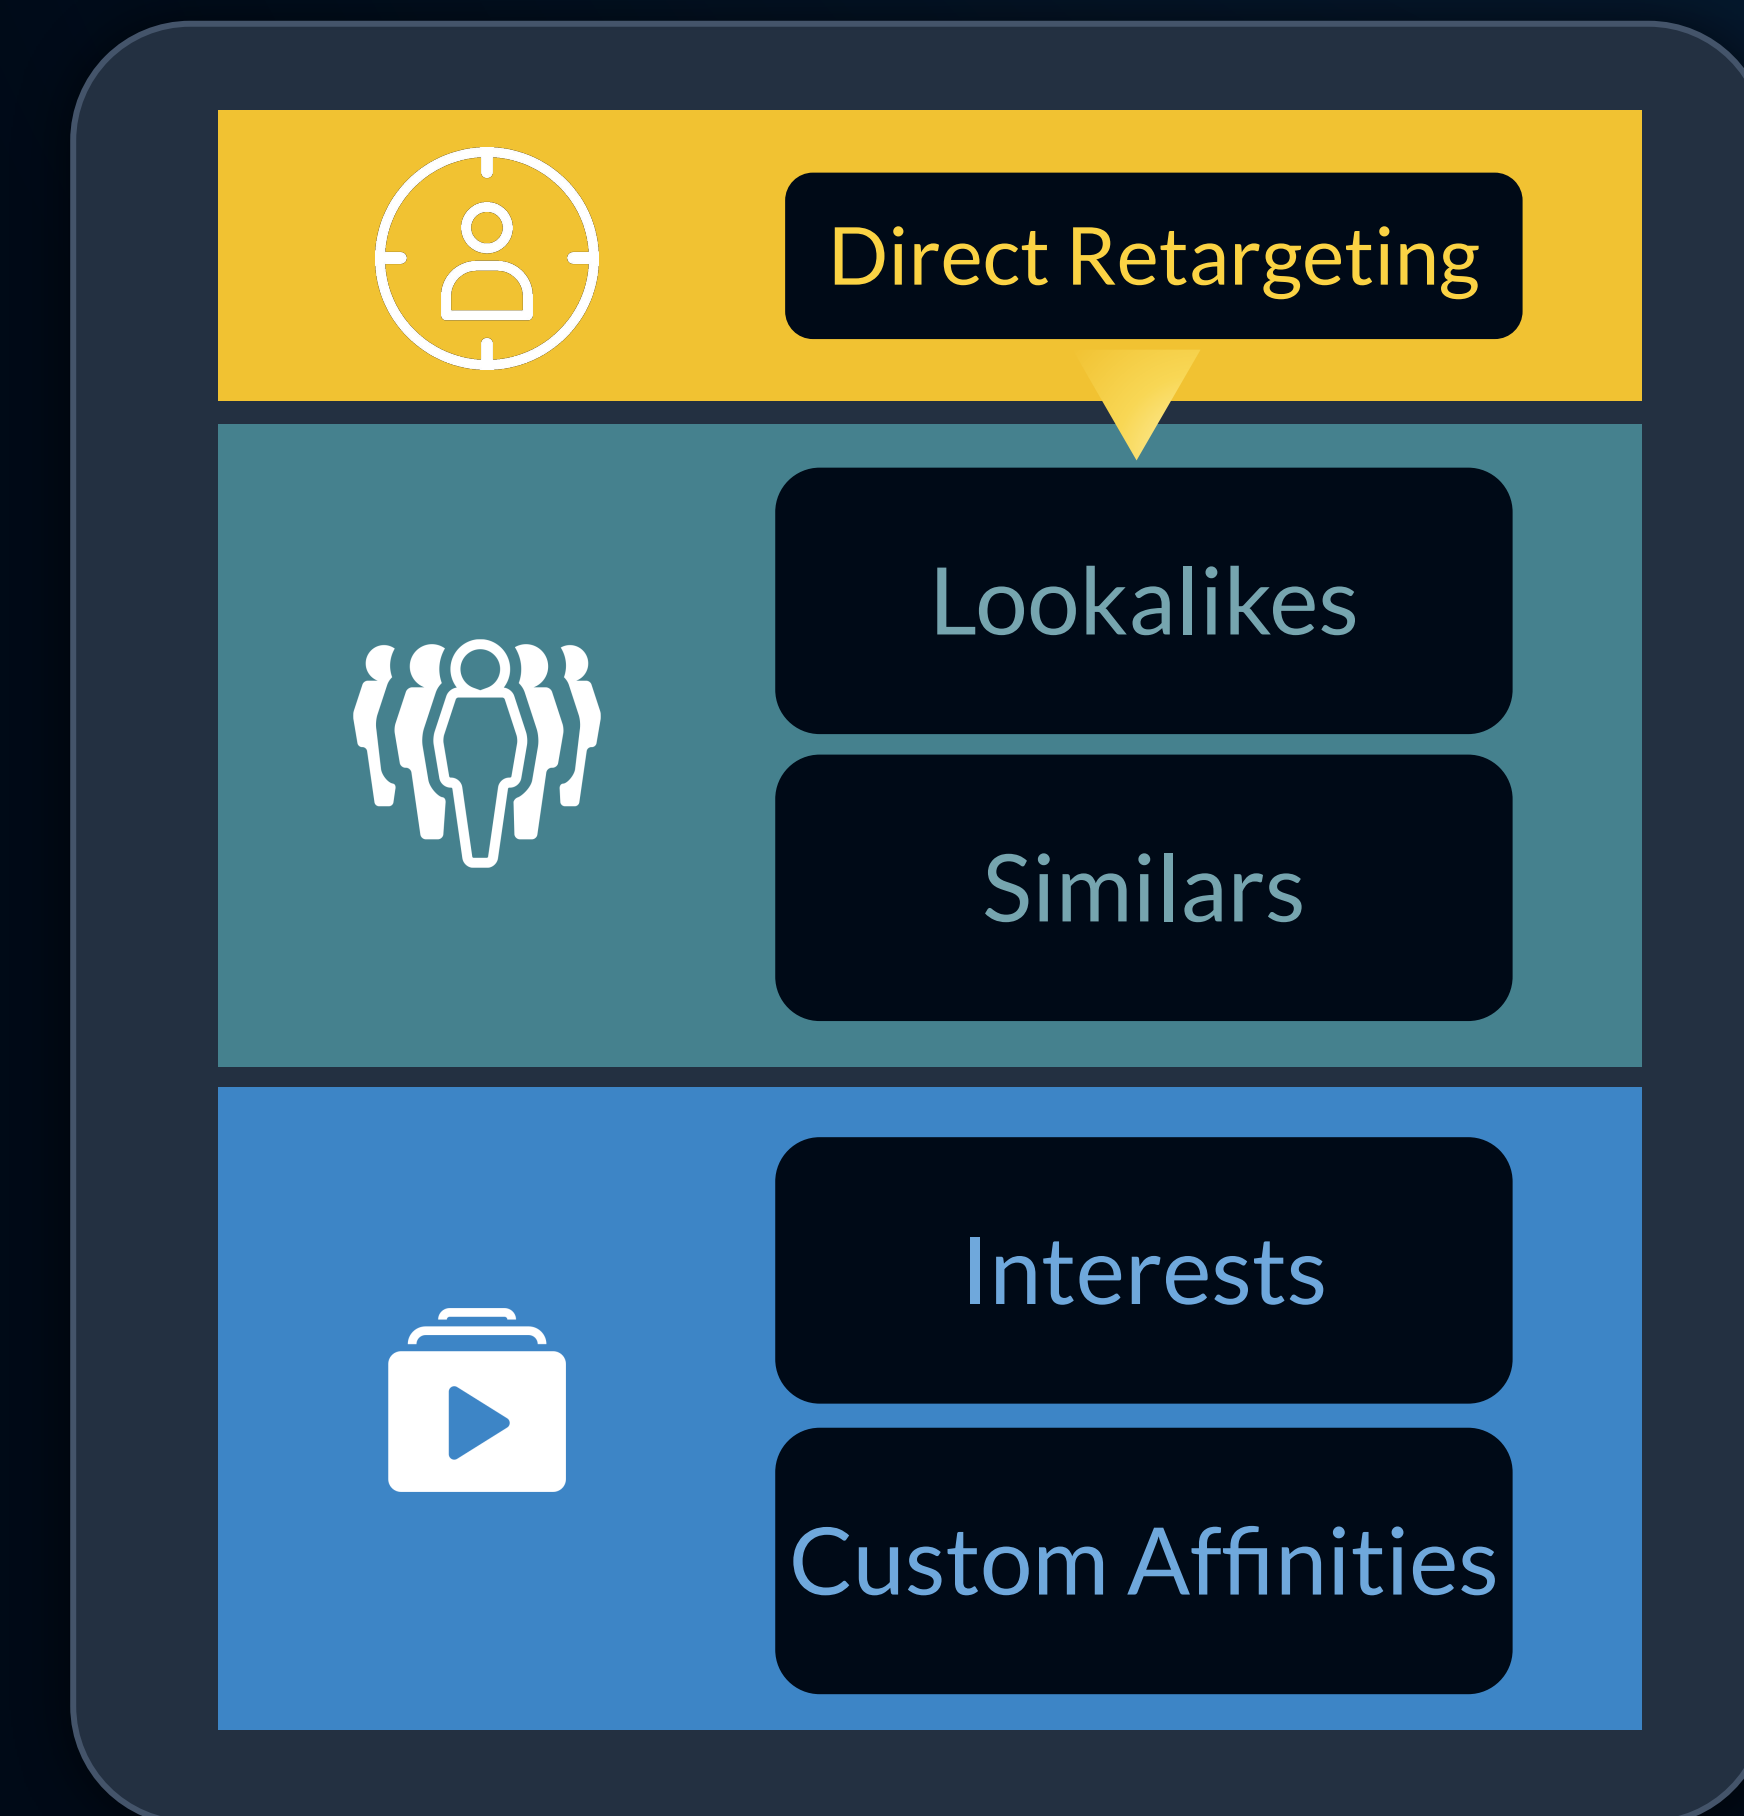 Direct Retargeting
Lookalikes
Similars
Interests
Custom Affinities